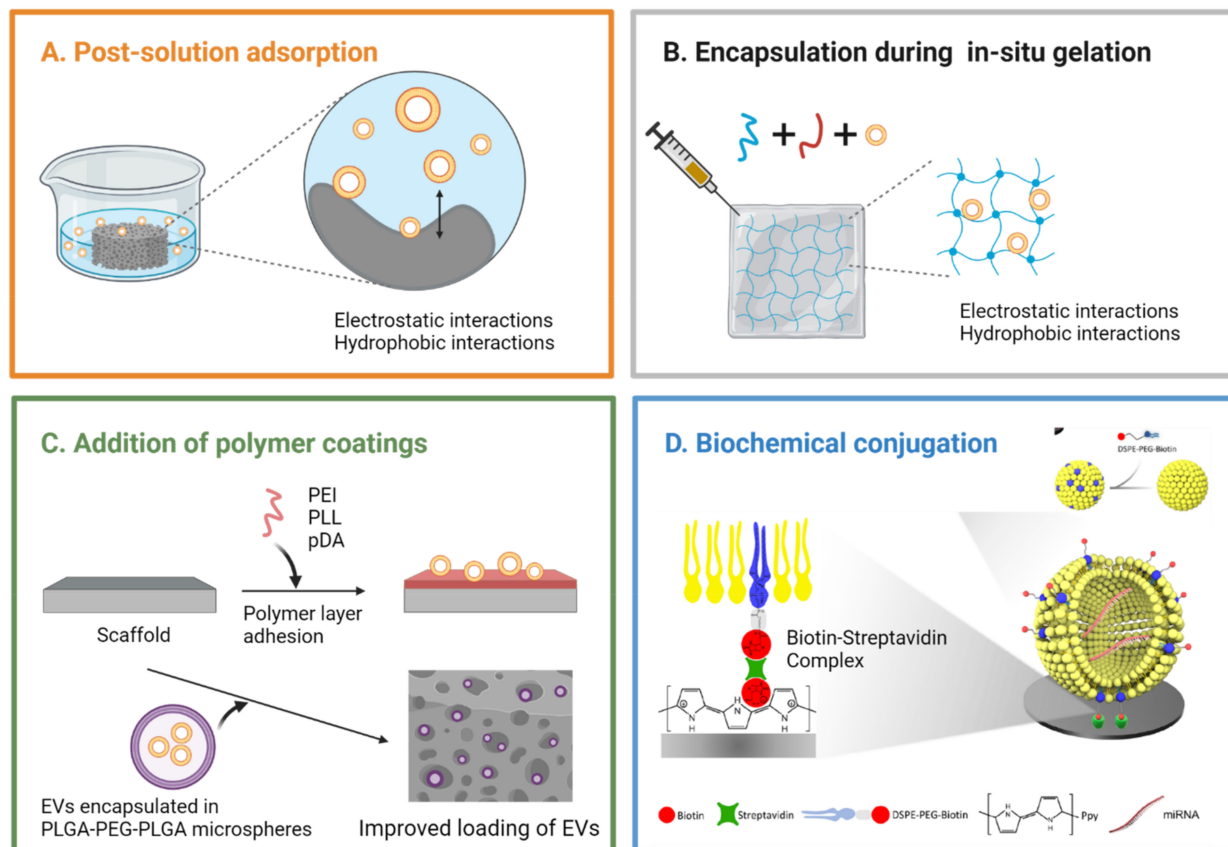 A. Post-solution adsorption
Electrostatic interactions
Hydrophobic interactions
B. Encapsulation during in-situ gelation
+ +
Electrostatic interactions
Hydrophobic interactions
C. Addition of polymer coatings
PEI
PLL
pDA
Scaffold
Polymer layer
adhesion
EVs encapsulated in
PLGA-PEG-PLGA microspheres
Improved loading of EVs
D. Biochemical conjugation
DSPE-PEG-Biotin
Biotin-Streptavidin
Complex
H
N
N
H
N
H
Biotin
Streptavidin
DSPE-PEG-Biotin
H
N
N
H
Ppy
miRNA